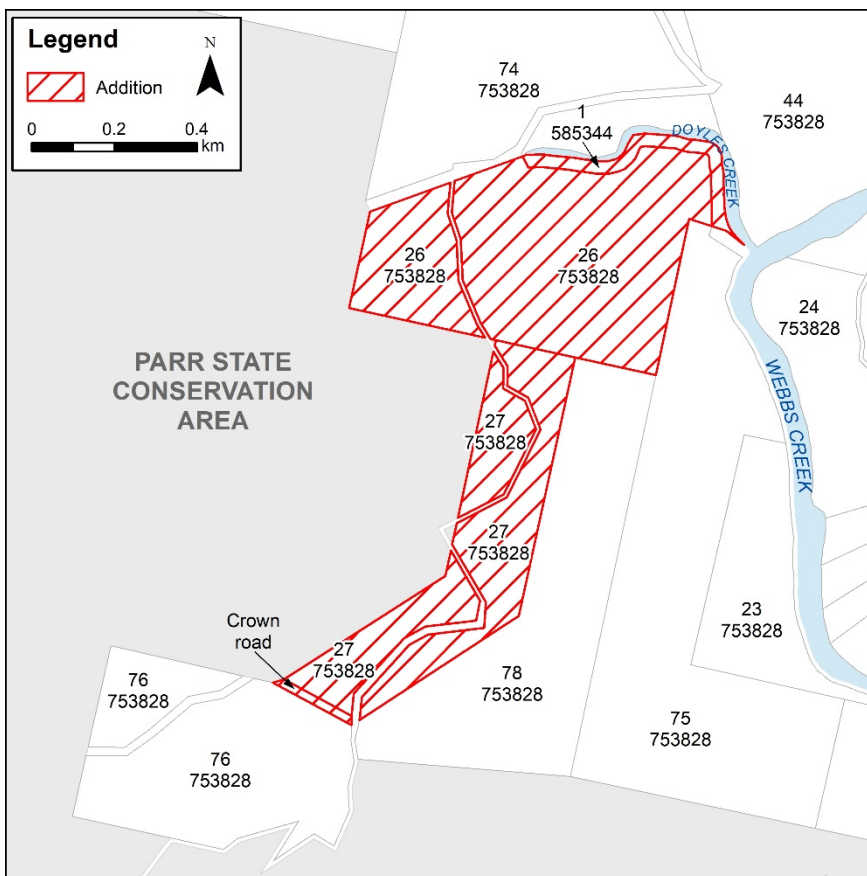 Legend
N
Addition
0 0.2 0.4
km
74
753828
1
585344
44
753828
DOYLES CREEK
26
753828
26
753828
24
753828
PARR STATE
CONSERVATION
AREA
WEBBS CREEK
27
753828
27
753828
23
753828
Crown
road
27
753828
76
753828
78
753828
75
753828
76
753828